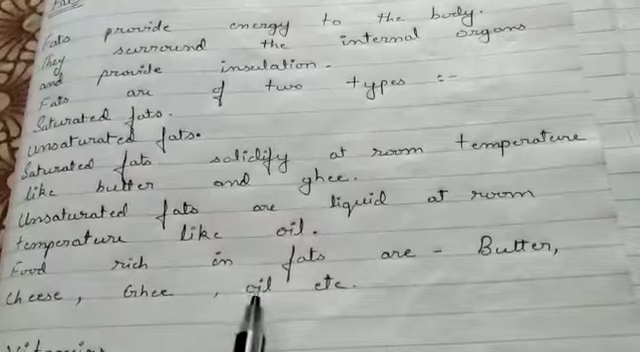 Fats
Fats provide energy to the body.
They surround the internal organs
and provide insulation.
Fats are of two types :-
Saturated fats.
Unsaturated fats.
Saturated fats solidify at room temperature
like butter and ghee.
Unsaturated fats are liquid at room
temperature like oil.
Food rich in fats are - Butter,
Cheese, Ghee, oil etc.
Vitamins